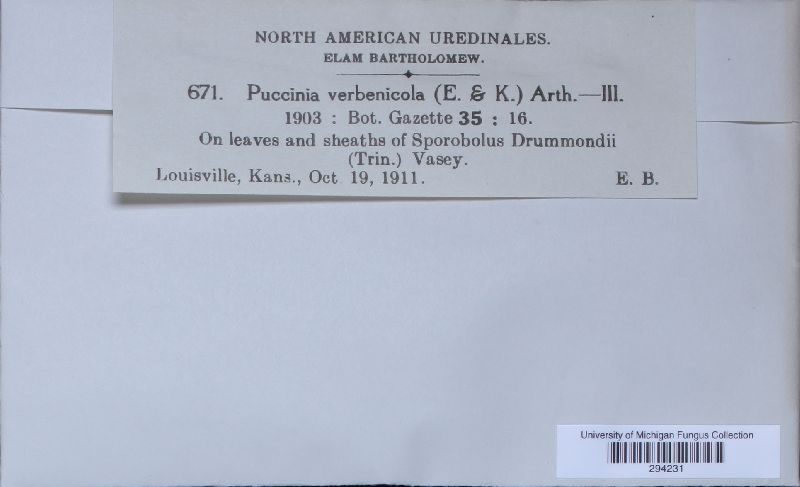 NORTH AMERICAN UREDINALES.
ELAM BARTHOLOMEW.
671. Puccinia verbenicola (E. & K.) Arth.—III.
1903 : Bot. Gazette 35 : 16.
On leaves and sheaths of Sporobolus Drummondii
(Trin.) Vasey.
Louisville, Kans., Oct 19, 1911. E. B.
University of Michigan Fungus Collection
294231